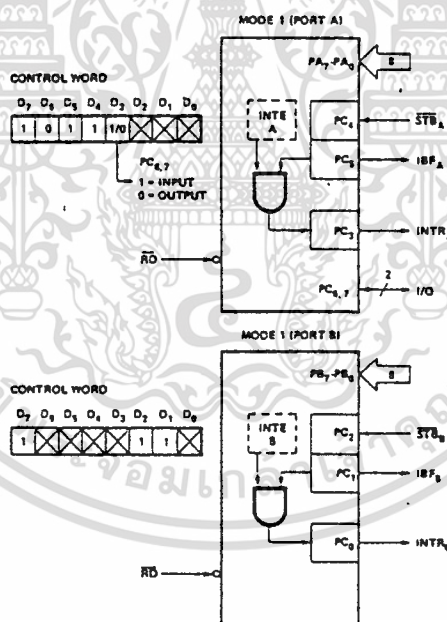 MODE 1 (PORT A)
CONTROL WORD
D7 D6 D5 D4 D3 D2 D1 D0
1 0 1 1 1/0
PC6,7
1 = INPUT
0 = OUTPUT
PA7-PA0
8
INTE
A
PC4
STBA
PC5
IBFA
PC3
INTR
RD
PC6,7
2
I/O
MODE 1 (PORT B)
CONTROL WORD
D7 D6 D5 D4 D3 D2 D1 D0
1 1 1
PB7-PB0
8
INTE
B
PC2
STBB
PC1
IBFB
PC0
INTR
RD